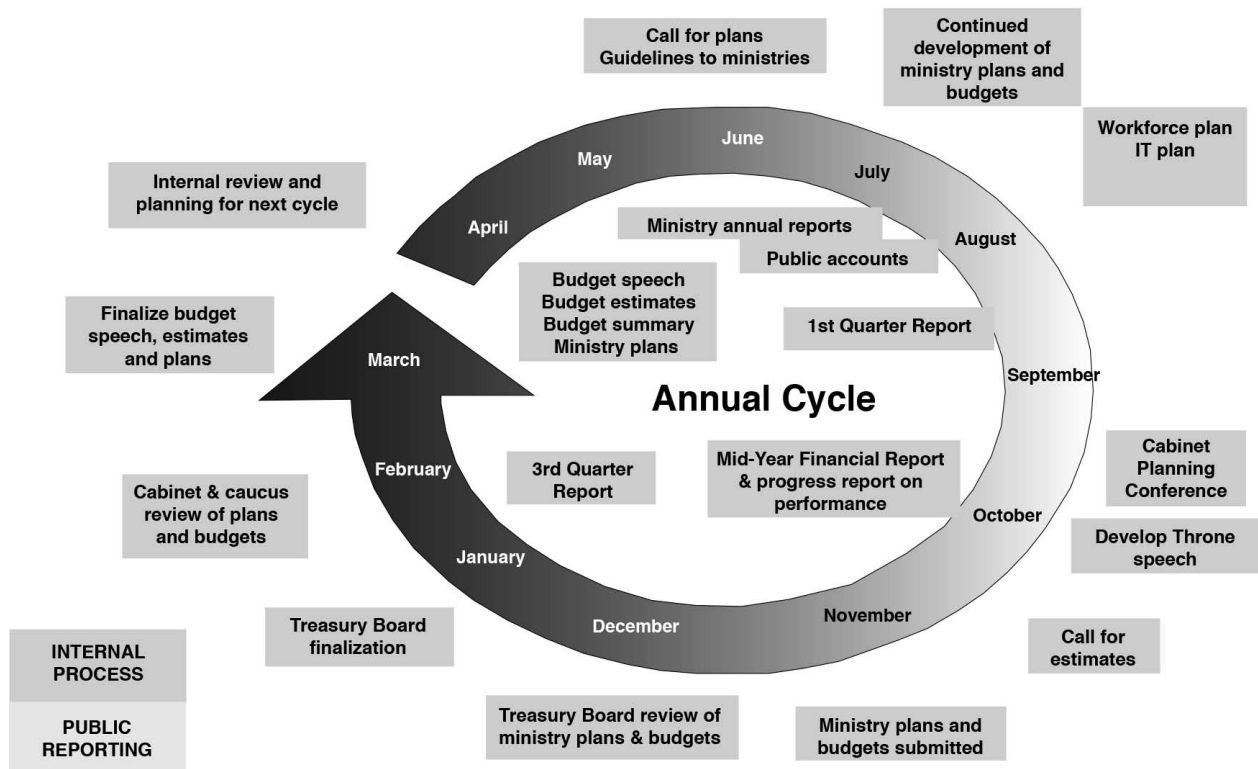 Call for plans
Guidelines to ministries
Continued
development of
ministry plans and
budgets
Workforce plan
IT plan
Internal review and
planning for next cycle
June
May
July
April
August
Ministry annual reports
Public accounts
Budget speech
Budget estimates
Budget summary
Ministry plans
1st Quarter Report
Finalize budget
speech, estimates
and plans
March
September
Annual Cycle
Cabinet
Planning
Conference
3rd Quarter
Report
Mid-Year Financial Report
& progress report on
performance
February
Cabinet & caucus
review of plans
and budgets
October
Develop Throne
speech
January
November
December
Treasury Board
finalization
Call for
estimates
INTERNAL
PROCESS
PUBLIC
REPORTING
Treasury Board review of
ministry plans & budgets
Ministry plans and
budgets submitted